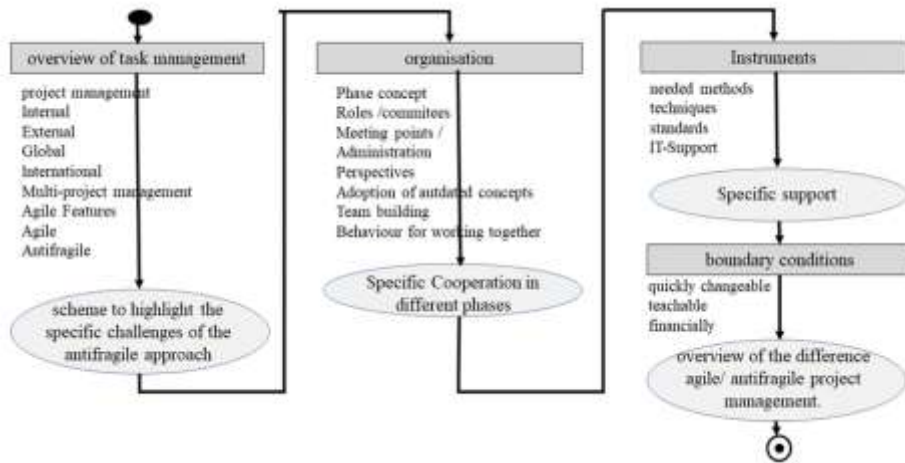 overview of task management
project management
Internal
External
Global
International
Multi-project management
Agile Features
Agile
Antifragile
scheme to highlight the
specific challenges of the
antifragile approach
organisation
Phase concept
Roles /commitees
Meeting points /
Administration
Perspectives
Adoption of autdated concepts
Team building
Behaviour for working together
Specific Cooperation in
different phases
Instruments
needed methods
techniques
standards
IT-Support
Specific support
boundary conditions
quickly changeable
teachable
financially
overview of the difference
agile/ antifragile project
management.